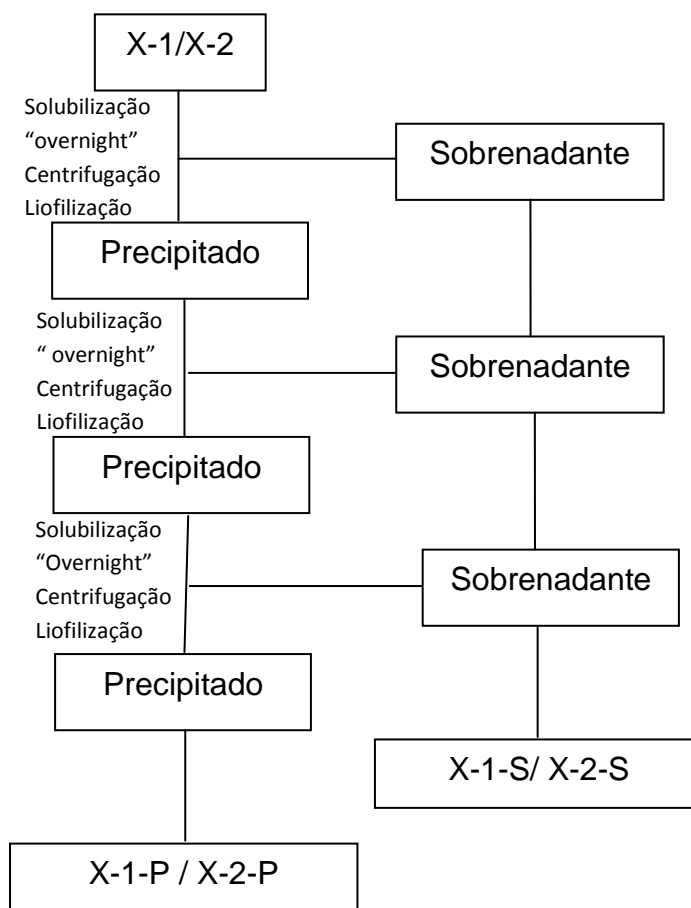 X-1/X-2
Solubilização
“overnight”
Centrifugação
Liofilização
Sobrenadante
Precipitado
Solubilização
“ overnight”
Centrifugação
Liofilização
Sobrenadante
Precipitado
Solubilização
“Overnight”
Centrifugação
Liofilização
Sobrenadante
Precipitado
X-1-S/ X-2-S
X-1-P / X-2-P